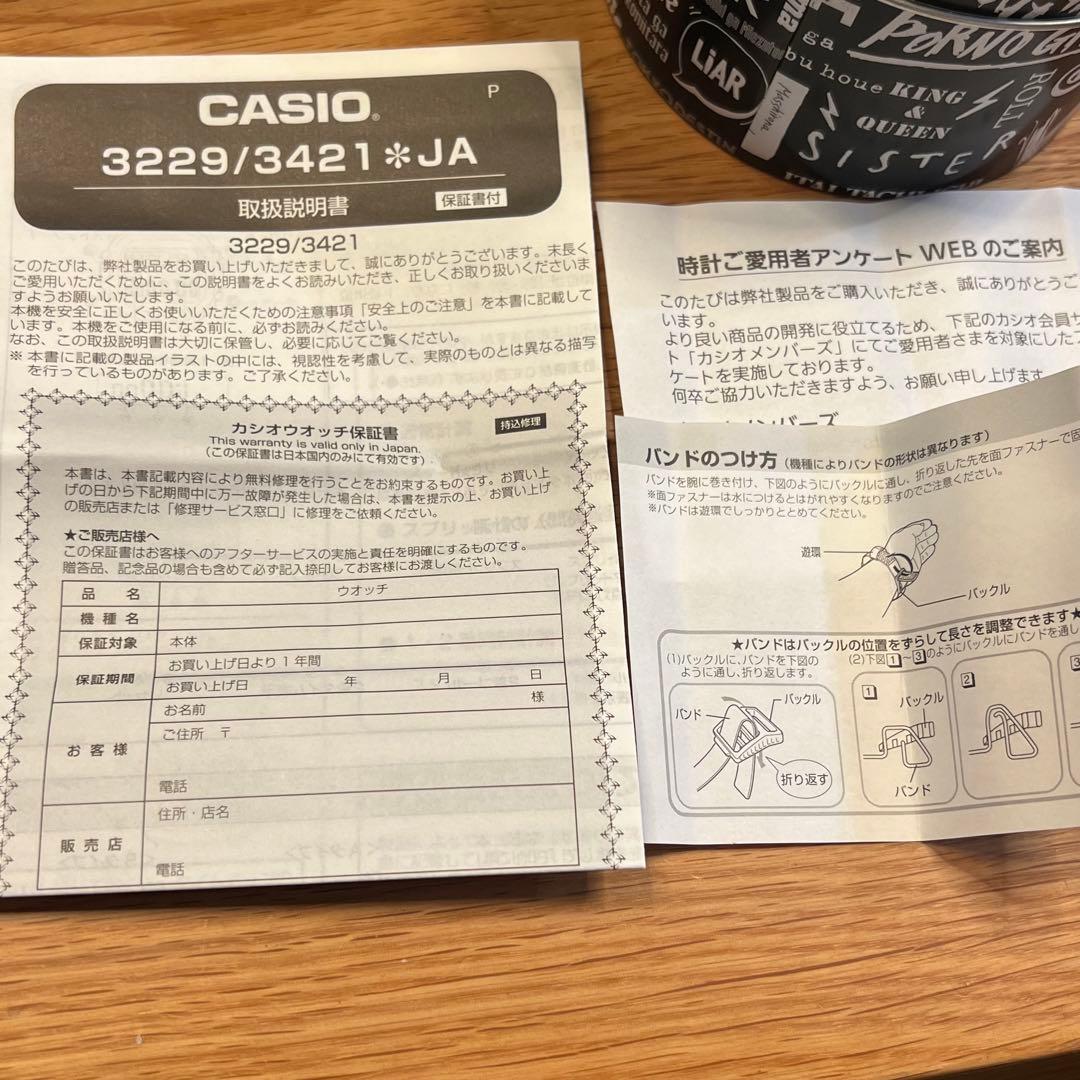 CASIO®
P
3229/3421＊JA
取扱説明書
保証書付
3229/3421
このたびは、弊社製品をお買い上げいただきまして、誠にありがとうございます。末長く
ご愛用いただくために、この説明書をよくお読みいただき、正しくお取り扱いくださいま
すようお願いいたします。
本機を安全に正しくお使いいただくための注意事項「安全上のご注意」を本書に記載して
います。本機をご使用になる前に、必ずお読みください。
なお、この取扱説明書は大切に保管し、必要に応じてご覧ください。
※ 本書に記載の製品イラストの中には、視認性を考慮して、実際のものとは異なる描写
を行っているものがあります。ご了承ください。
カシオウオッチ保証書
持込修理
This warranty is valid only in Japan.
(この保証書は日本国内のみにて有効です)
本書は、本書記載内容により無料修理を行うことをお約束するものです。お買い上
げの日から下記期間中に万一故障が発生した場合は、本書を提示の上、お買い上げ
の販売店または「修理サービス窓口」に修理をご依頼ください。
★ご販売店様へ
この保証書はお客様へのアフターサービスの実施と責任を明確にするものです。
贈答品、記念品の場合も含めて必ず記入捺印してお客様にお渡しください。
品 名 ウオッチ
機 種 名
保証対象 本体
保証期間 お買い上げ日より1年間
お買い上げ日 年 月 日
お客様 お名前 様
ご住所 〒
電話
販売店 住所・店名
電話
LiAR
ga
bu houe KING
&
QUEEN
SISTER
ROLL
時計ご愛用者アンケート WEB のご案内
このたびは弊社製品をご購入いただき、誠にありがとうご
います。
より良い商品の開発に役立てるため、下記のカシオ会員サ
ト「カシオメンバーズ」にてご愛用者さまを対象にしたア
ケートを実施しております。
何卒ご協力いただきますよう、お願い申し上げます
バンドのつけ方 (機種によりバンドの形状は異なります)
バンドを腕に巻き付け、下図のようにバックルに通し、折り返した先を面ファスナーで固
※面ファスナーは水につけるとはがれやすくなりますのでご注意ください。
※バンドは遊環でしっかりととめてください。
遊環
バックル
★バンドはバックルの位置をずらして長さを調整できます★
(1)バックルに、バンドを下図の
ように通し、折り返します。
(2)下図1～3のようにバックルにバンドを通し
バンド
バックル
折り返す
1
バックル
バンド
2
3